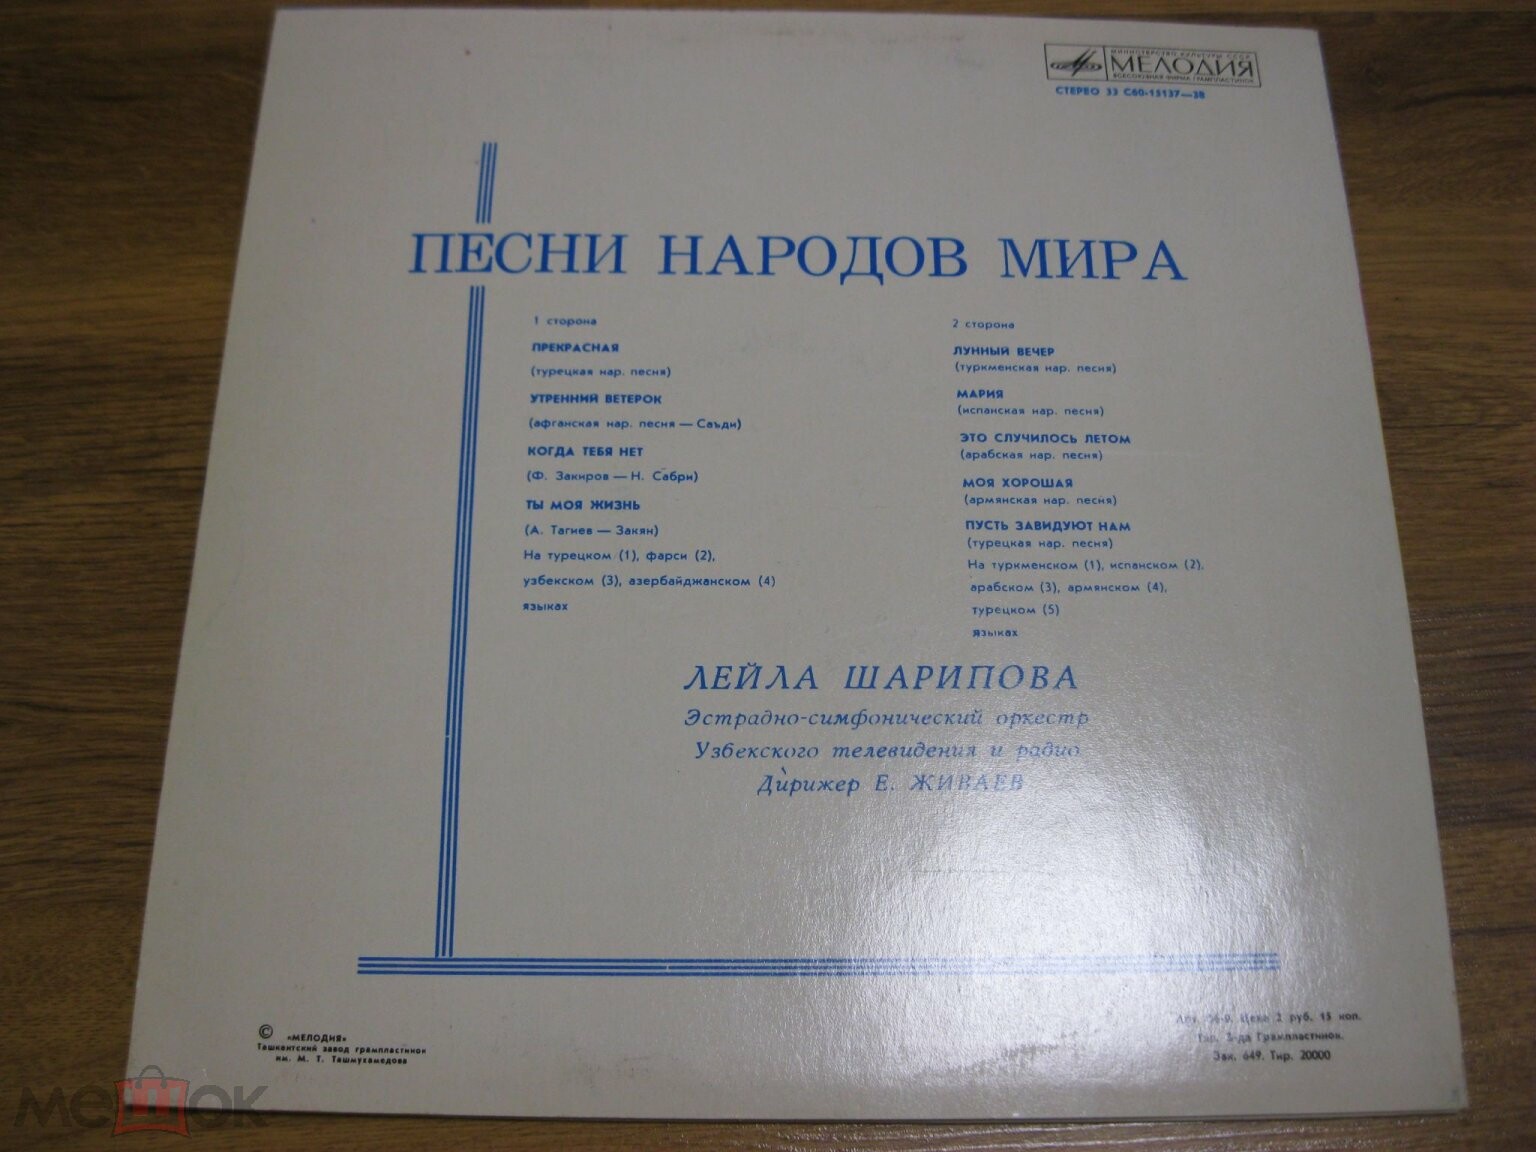 МИНИСТЕРСТВО КУЛЬТУРЫ СССР
МЕЛОДИЯ
ВСЕСОЮЗНАЯ ФИРМА ГРАМПЛАСТИНОК
СТЕРЕО 33 С60-15137—38
ПЕСНИ НАРОДОВ МИРА
1 сторона
ПРЕКРАСНАЯ
(турецкая нар. песня)
УТРЕННИЙ ВЕТЕРОК
(афганская нар. песня — Саъди)
КОГДА ТЕБЯ НЕТ
(Ф. Закиров — Н. Сабри)
ТЫ МОЯ ЖИЗНЬ
(А. Тагиев — Закян)
На турецком (1), фарси (2),
узбекском (3), азербайджанском (4)
языках
2 сторона
ЛУННЫЙ ВЕЧЕР
(туркменская нар. песня)
МАРИЯ
(испанская нар. песня)
ЭТО СЛУЧИЛОСЬ ЛЕТОМ
(арабская нар. песня)
МОЯ ХОРОШАЯ
(армянская нар. песня)
ПУСТЬ ЗАВИДУЮТ НАМ
(турецкая нар. песня)
На туркменском (1), испанском (2),
арабском (3), армянском (4),
турецком (5)
языках
ЛЕЙЛА ШАРИПОВА
Эстрадно-симфонический оркестр
Узбекского телевидения и радио
Дирижер Е. ЖИВАЕВ
© «МЕЛОДИЯ»
Ташкентский завод грампластинок
им. М. Т. Ташмухамедова
Цена 2 руб. 15 коп.
Тип. З-да Грампластинок.
Зак. 649. Тир. 20000
мешок